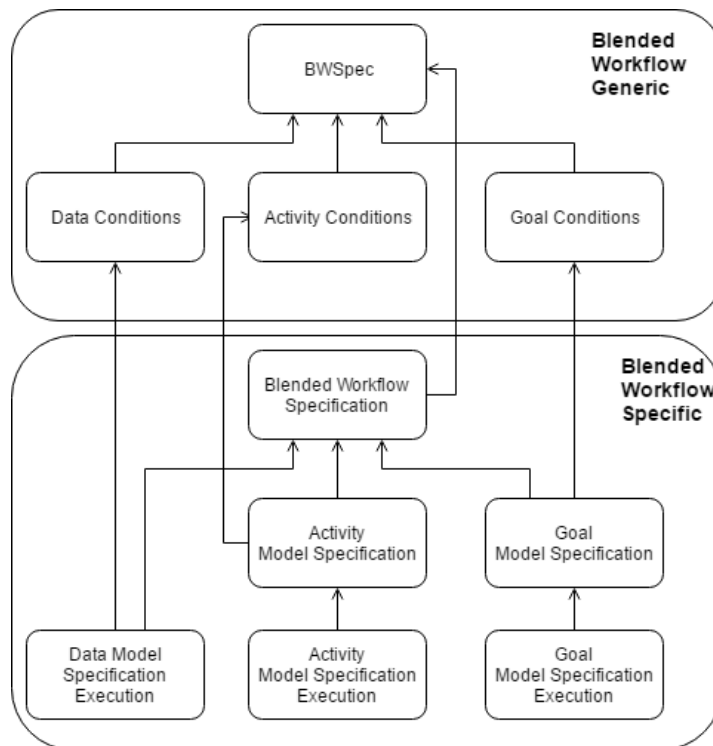 BWSpec
Blended
Workflow
Generic
Data Conditions
Activity Conditions
Goal Conditions
Blended Workflow
Specification
Blended
Workflow
Specific
Activity
Model Specification
Goal
Model Specification
Data Model
Specification
Execution
Activity
Model Specification
Execution
Goal
Model Specification
Execution